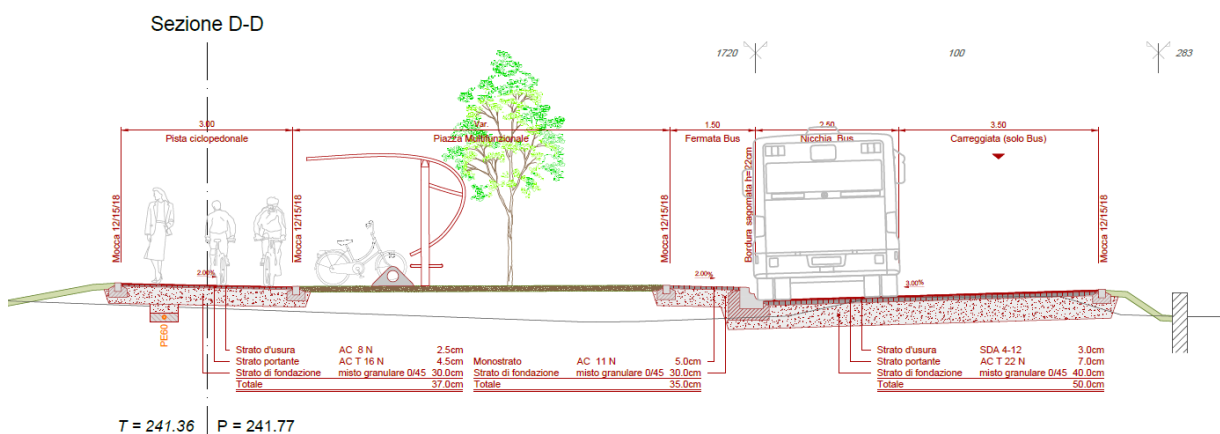 Sezione D-D
1720
100
283
3.00
Var.
1.50
2.50
3.50
Pista ciclopedonale
Piazza Multifunzionale
Fermata Bus
Nicchia Bus
Carreggiata (solo Bus)
Mocca 12/15/18
Mocca 12/15/18
Mocca 12/15/18
Bordura sagomata h=22cm
Mocca 12/15/18
2.00%
2.00%
3.00%
PE60
Strato d'usura AC 8 N 2.5cm
Strato portante AC T 16 N 4.5cm
Strato di fondazione misto granulare 0/45 30.0cm
Totale 37.0cm
Monostrato AC 11 N 5.0cm
Strato di fondazione misto granulare 0/45 30.0cm
Totale 35.0cm
Strato d'usura SDA 4-12 3.0cm
Strato portante AC T 22 N 7.0cm
Strato di fondazione misto granulare 0/45 40.0cm
Totale 50.0cm
T = 241.36 P = 241.77